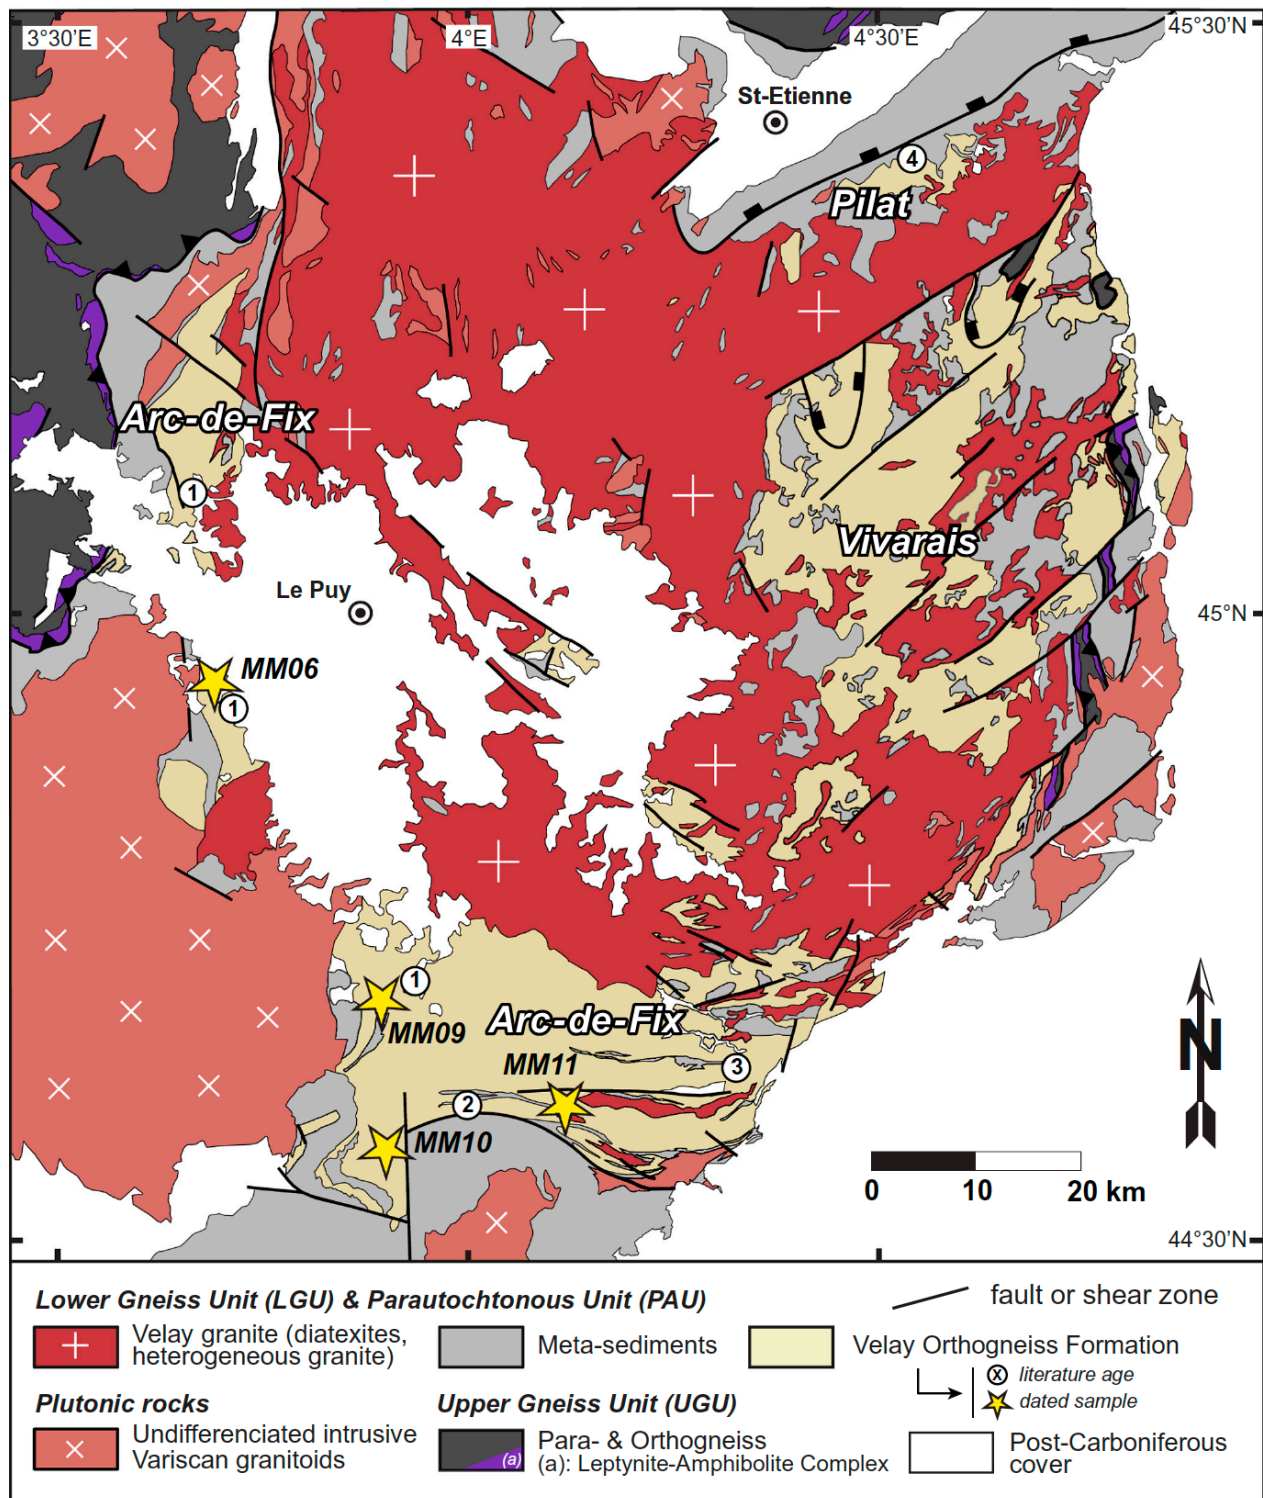 3°30'E
4°E
4°30'E
45°30'N
St-Etienne
4
Pilat
Arc-de-Fix
1
Vivarais
Le Puy
45°N
MM06
1
1
Arc-de-Fix
MM09
MM11
3
2
MM10
N
0 10 20 km
44°30'N
Lower Gneiss Unit (LGU) & Parautochtonous Unit (PAU)
fault or shear zone
Velay granite (diatexites,
heterogeneous granite)
Meta-sediments
Velay Orthogneiss Formation
x literature age
dated sample
Plutonic rocks
Undifferenciated intrusive
Variscan granitoids
Upper Gneiss Unit (UGU)
(a)
Para- & Orthogneiss
(a): Leptynite-Amphibolite Complex
Post-Carboniferous
cover